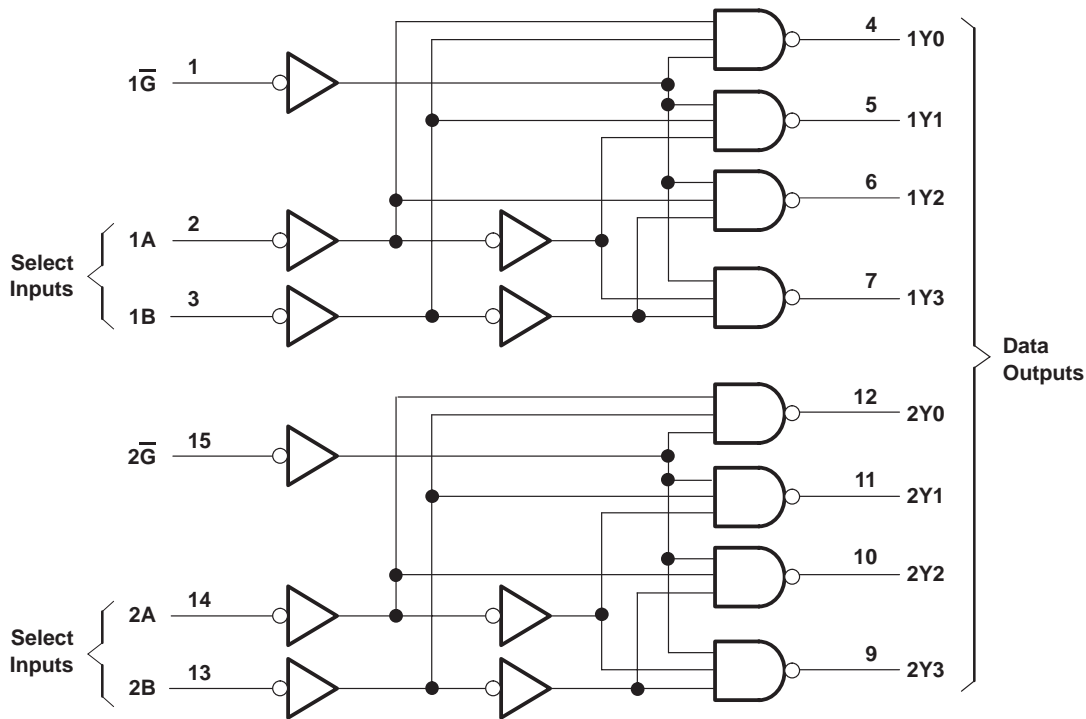 4
1Y0
1G̅
1
5
1Y1
6
1Y2
Select
Inputs
1A
2
1B
3
7
1Y3
Data
Outputs
12
2Y0
2G̅
15
11
2Y1
10
2Y2
Select
Inputs
2A
14
2B
13
9
2Y3